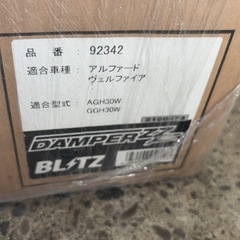 品 番 : 92342
適合車種 : アルファード
ヴェルファイア
適合型式 : AGH30W
GGH30W
DAMPER ZZ-R
BLITZ